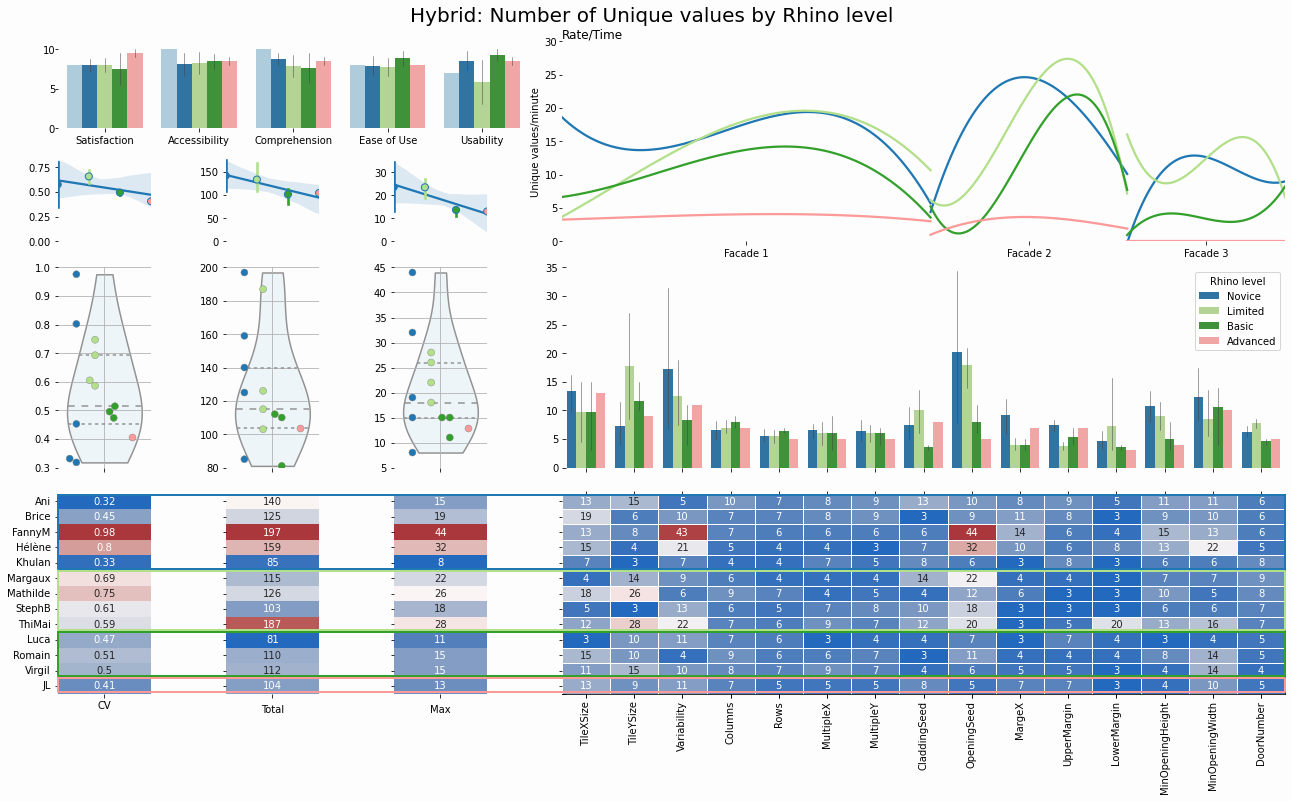 Hybrid: Number of Unique values by Rhino level
Rate/Time
10
5
0
Satisfaction Accessibility Comprehension Ease of Use Usability
30
25
20
15
10
5
0
Unique values/minute
Facade 1 Facade 2 Facade 3
0.75
0.50
0.25
0.00
150
100
50
0
30
20
10
0
1.0
0.9
0.8
0.7
0.6
0.5
0.4
0.3
200
180
160
140
120
100
80
45
40
35
30
25
20
15
10
5
35
30
25
20
15
10
5
0
Rhino level
Novice
Limited
Basic
Advanced
Ani 0.32 140 15 13 15 5 10 7 8 9 13 10 8 9 5 11 11 6
Brice 0.45 125 19 19 6 10 7 7 8 9 3 9 11 8 3 9 10 6
FannyM 0.98 197 44 13 8 43 7 6 6 6 6 44 14 6 4 15 13 6
Hélène 0.8 159 32 15 4 21 5 4 4 3 7 32 10 6 8 13 22 5
Khulan 0.33 85 8 7 3 7 4 4 7 5 8 6 3 8 3 6 6 8
Margaux 0.69 115 22 4 14 9 6 4 4 4 14 22 4 4 3 7 7 9
Mathilde 0.75 126 26 18 26 6 9 7 4 5 4 12 6 3 3 10 5 8
StephB 0.61 103 18 5 3 13 6 5 7 8 10 18 3 3 3 6 6 7
ThiMai 0.59 187 28 12 28 22 7 6 9 7 12 20 3 5 20 13 16 7
Luca 0.47 81 11 3 10 11 7 6 3 4 4 7 3 7 4 3 4 5
Romain 0.51 110 15 15 10 4 9 6 6 7 3 11 4 4 4 8 14 5
Virgil 0.5 112 15 11 15 10 8 7 9 7 4 6 5 5 3 4 14 4
JL 0.41 104 13 13 9 11 7 5 5 5 8 5 7 7 3 4 10 5
CV Total Max TileXSize TileYSize Variability Columns Rows MultipleX MultipleY CladdingSeed OpeningSeed MargeX UpperMargin LowerMargin MinOpeningHeight MinOpeningWidth DoorNumber